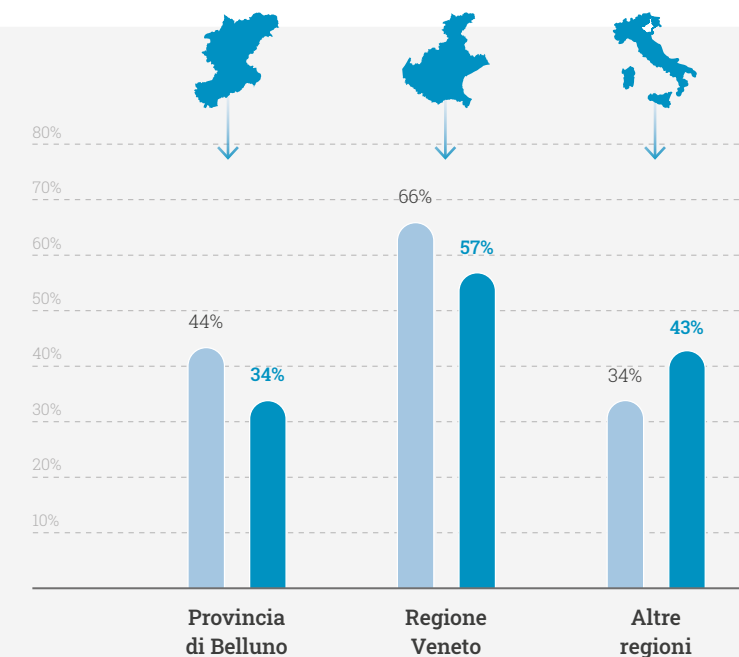 80%
70%
60%
50%
40%
30%
20%
10%
44%
34%
66%
57%
34%
43%
Provincia
di Belluno
Regione
Veneto
Altre
regioni